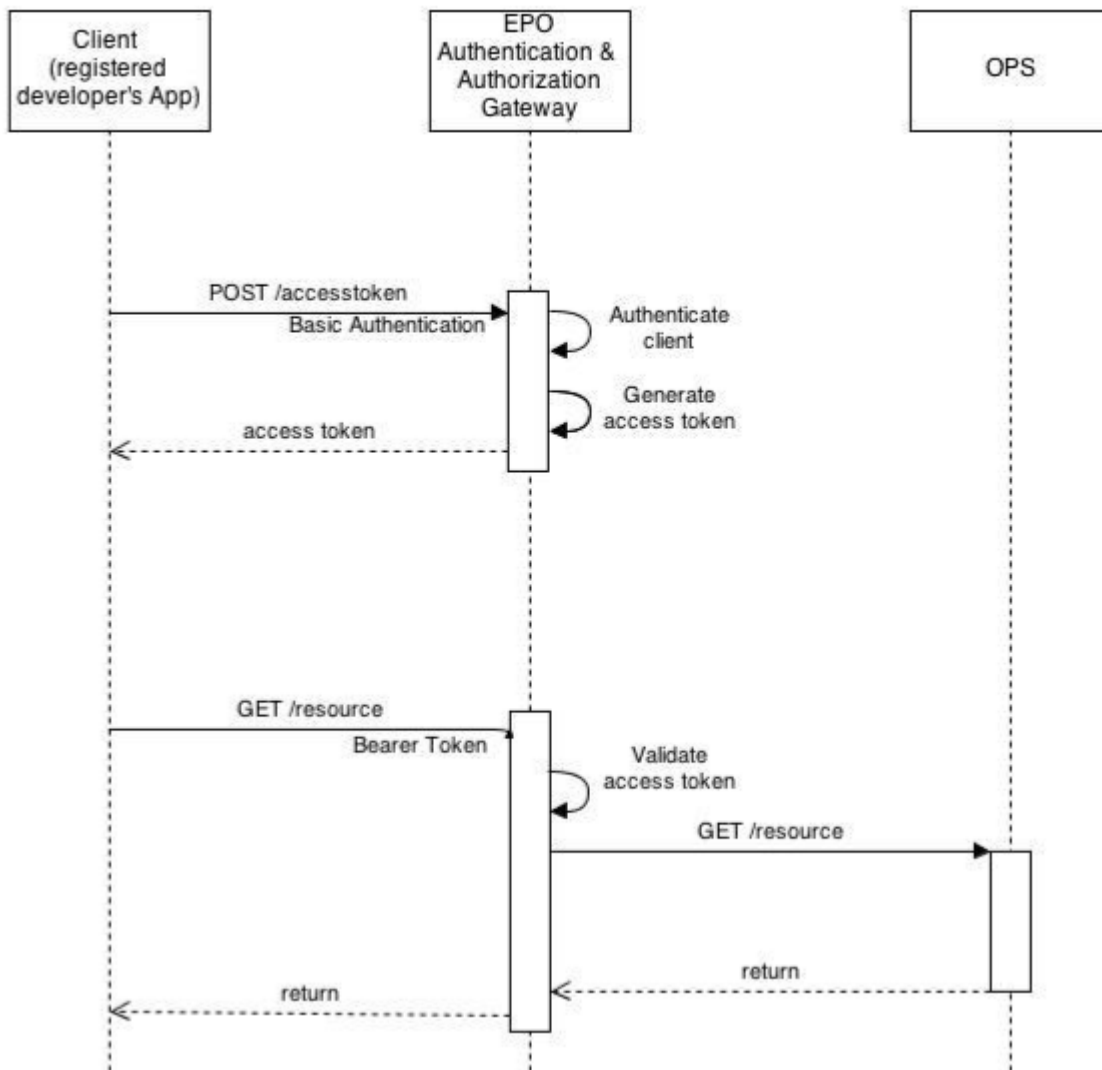 Client
(registered
developer's App)
EPO
Authentication &
Authorization
Gateway
OPS
POST /accesstoken
Basic Authentication
Authenticate
client
Generate
access token
access token
GET /resource
Bearer Token
Validate
access token
GET /resource
return
return